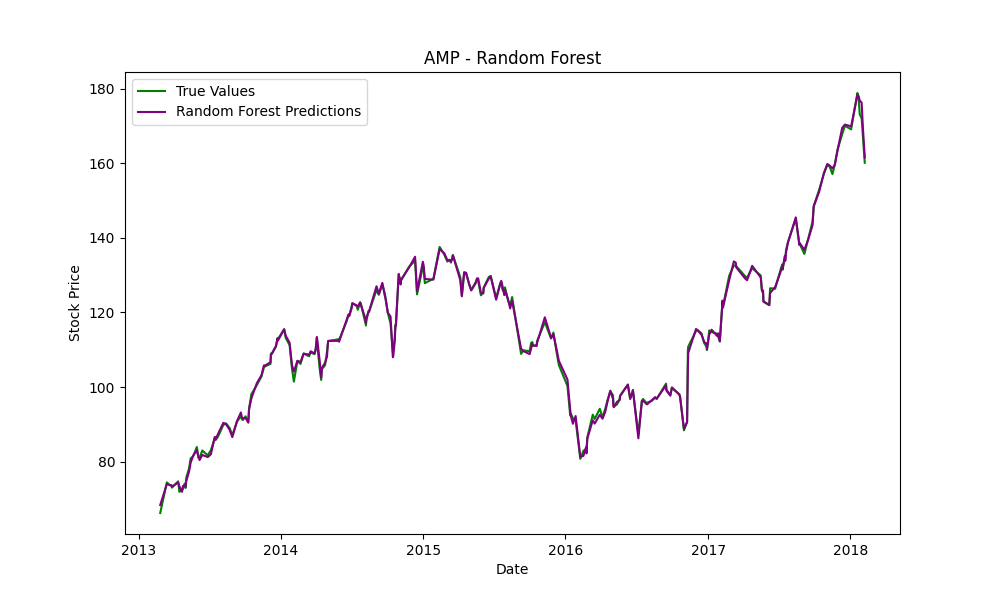 AMP - Random Forest
True Values
Random Forest Predictions
Stock Price
180
160
140
120
100
80
2013
2014
2015
2016
2017
2018
Date